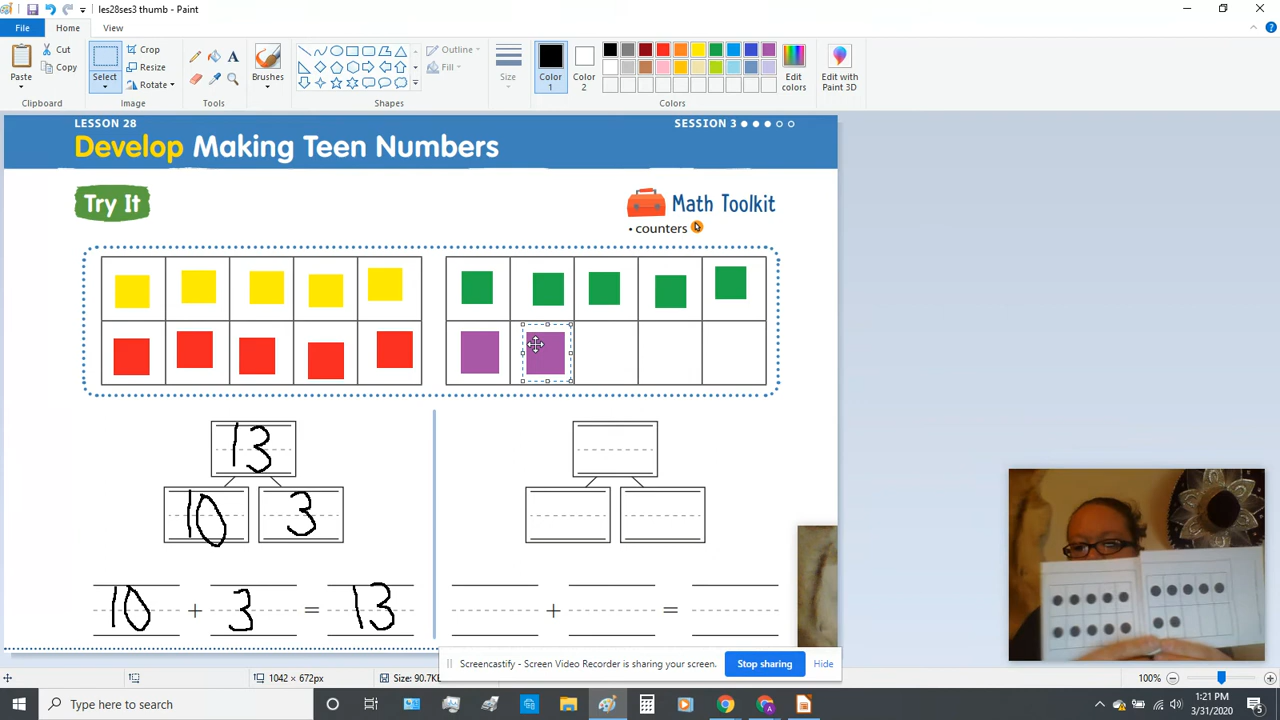 les28ses3 thumb - Paint
File Home View
Paste Cut Copy Clipboard
Select Crop Resize Rotate Image
Tools
Brushes
Outline Fill Shapes
Size
Color 1 Color 2 Edit colors Colors
Edit with Paint 3D
LESSON 28 SESSION 3
Develop Making Teen Numbers
Try It Math Toolkit
• counters
13
10 3
10 + 3 = 13 + =
Screencastify - Screen Video Recorder is sharing your screen. Stop sharing Hide
1042 × 672px Size: 90.7KB 100%
Type here to search
1:21 PM
3/31/2020